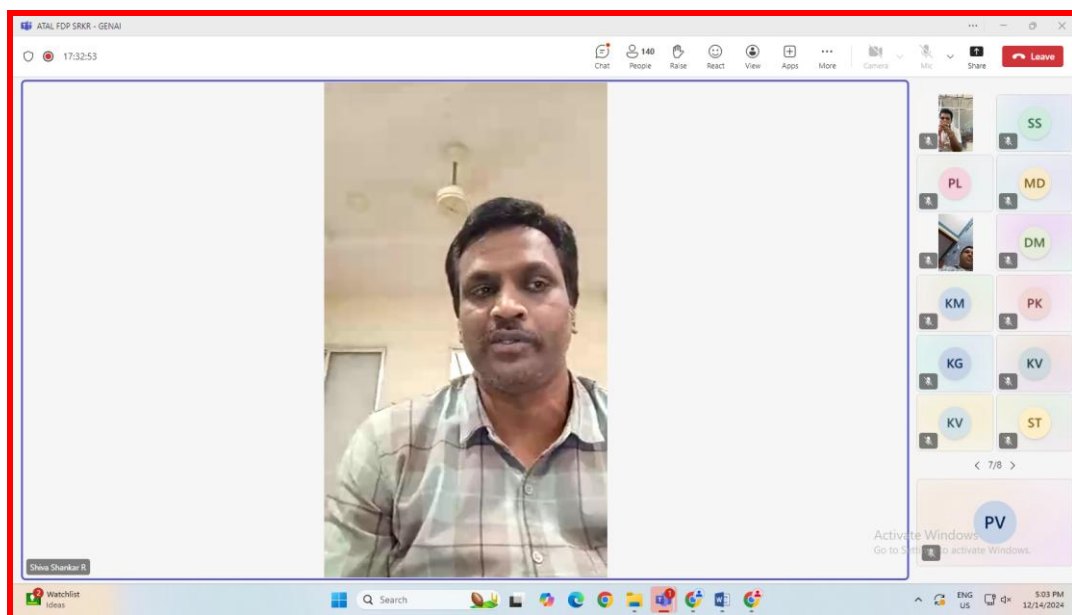 ATAL FDP SRKR - GENAI
17:32:53
140
Chat People Raise React View Apps More Camera Mic Share Leave
SS
PL MD
DM
KM PK
KG KV
KV ST
7/8
PV
Activate Windows
Go to Settings to activate Windows.
Shiva Shankar R
2
Watchlist
Ideas
Search
ENG
US
5:03 PM
12/14/2024